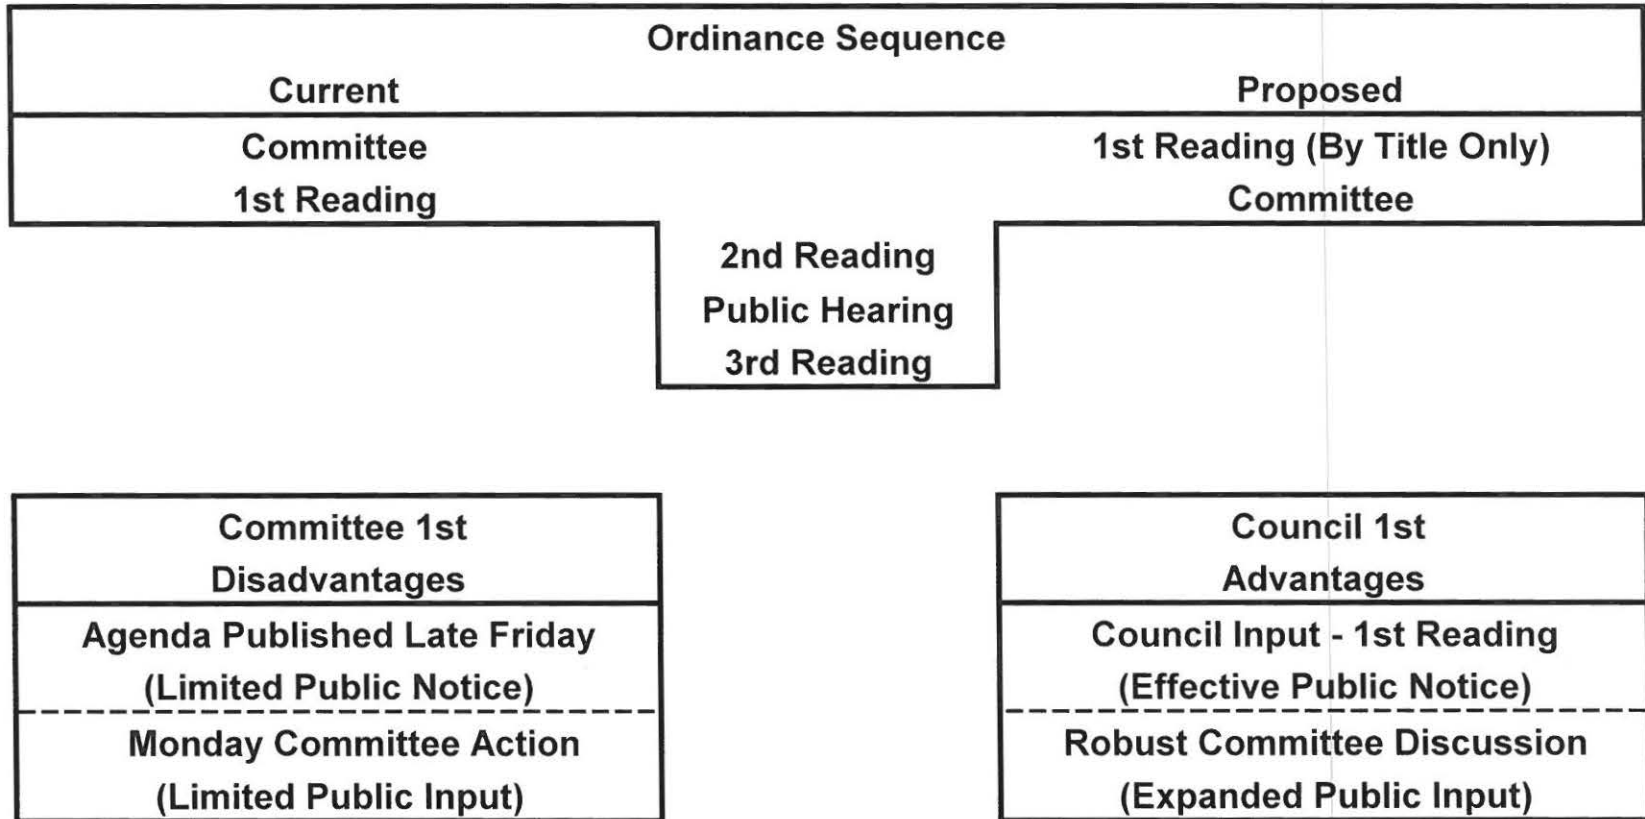 Ordinance Sequence
Current
Proposed
Committee
1st Reading
1st Reading (By Title Only)
Committee
2nd Reading
Public Hearing
3rd Reading
Committee 1st
Disadvantages
Agenda Published Late Friday
(Limited Public Notice)
Monday Committee Action
(Limited Public Input)
Council 1st
Advantages
Council Input - 1st Reading
(Effective Public Notice)
Robust Committee Discussion
(Expanded Public Input)